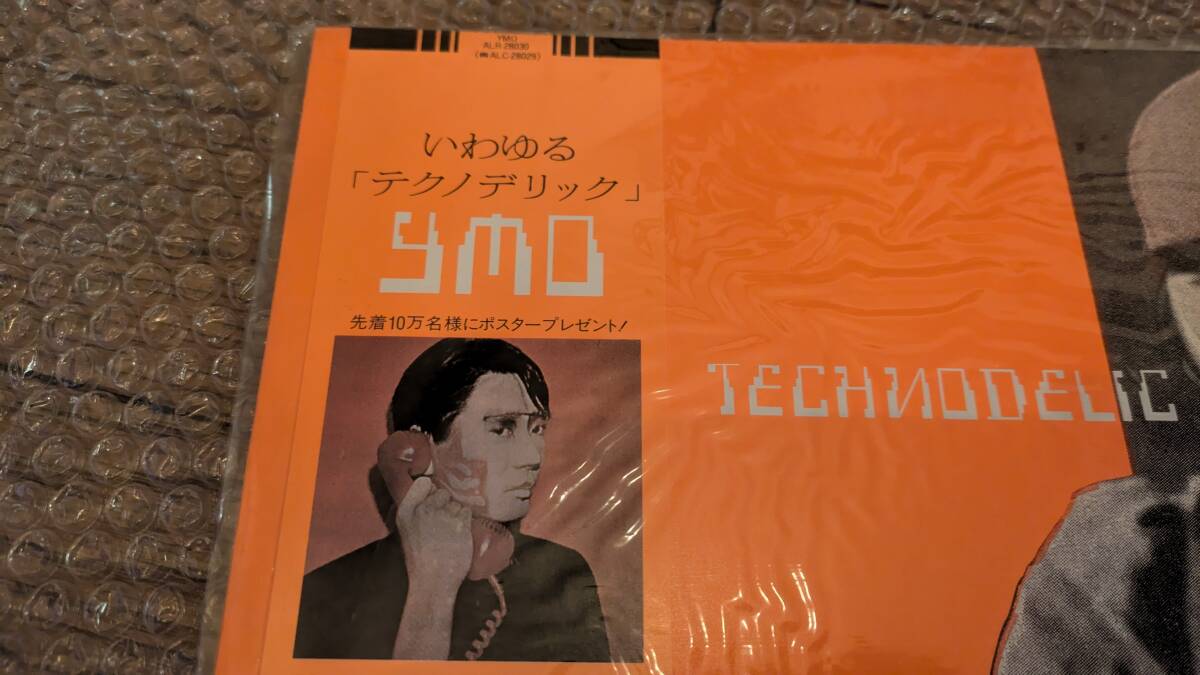 YMO
ALR-28030
(📼ALC-28029)
いわゆる
「テクノデリック」
YMO
先着10万名様にポスタープレゼント!
TECHNODELIC